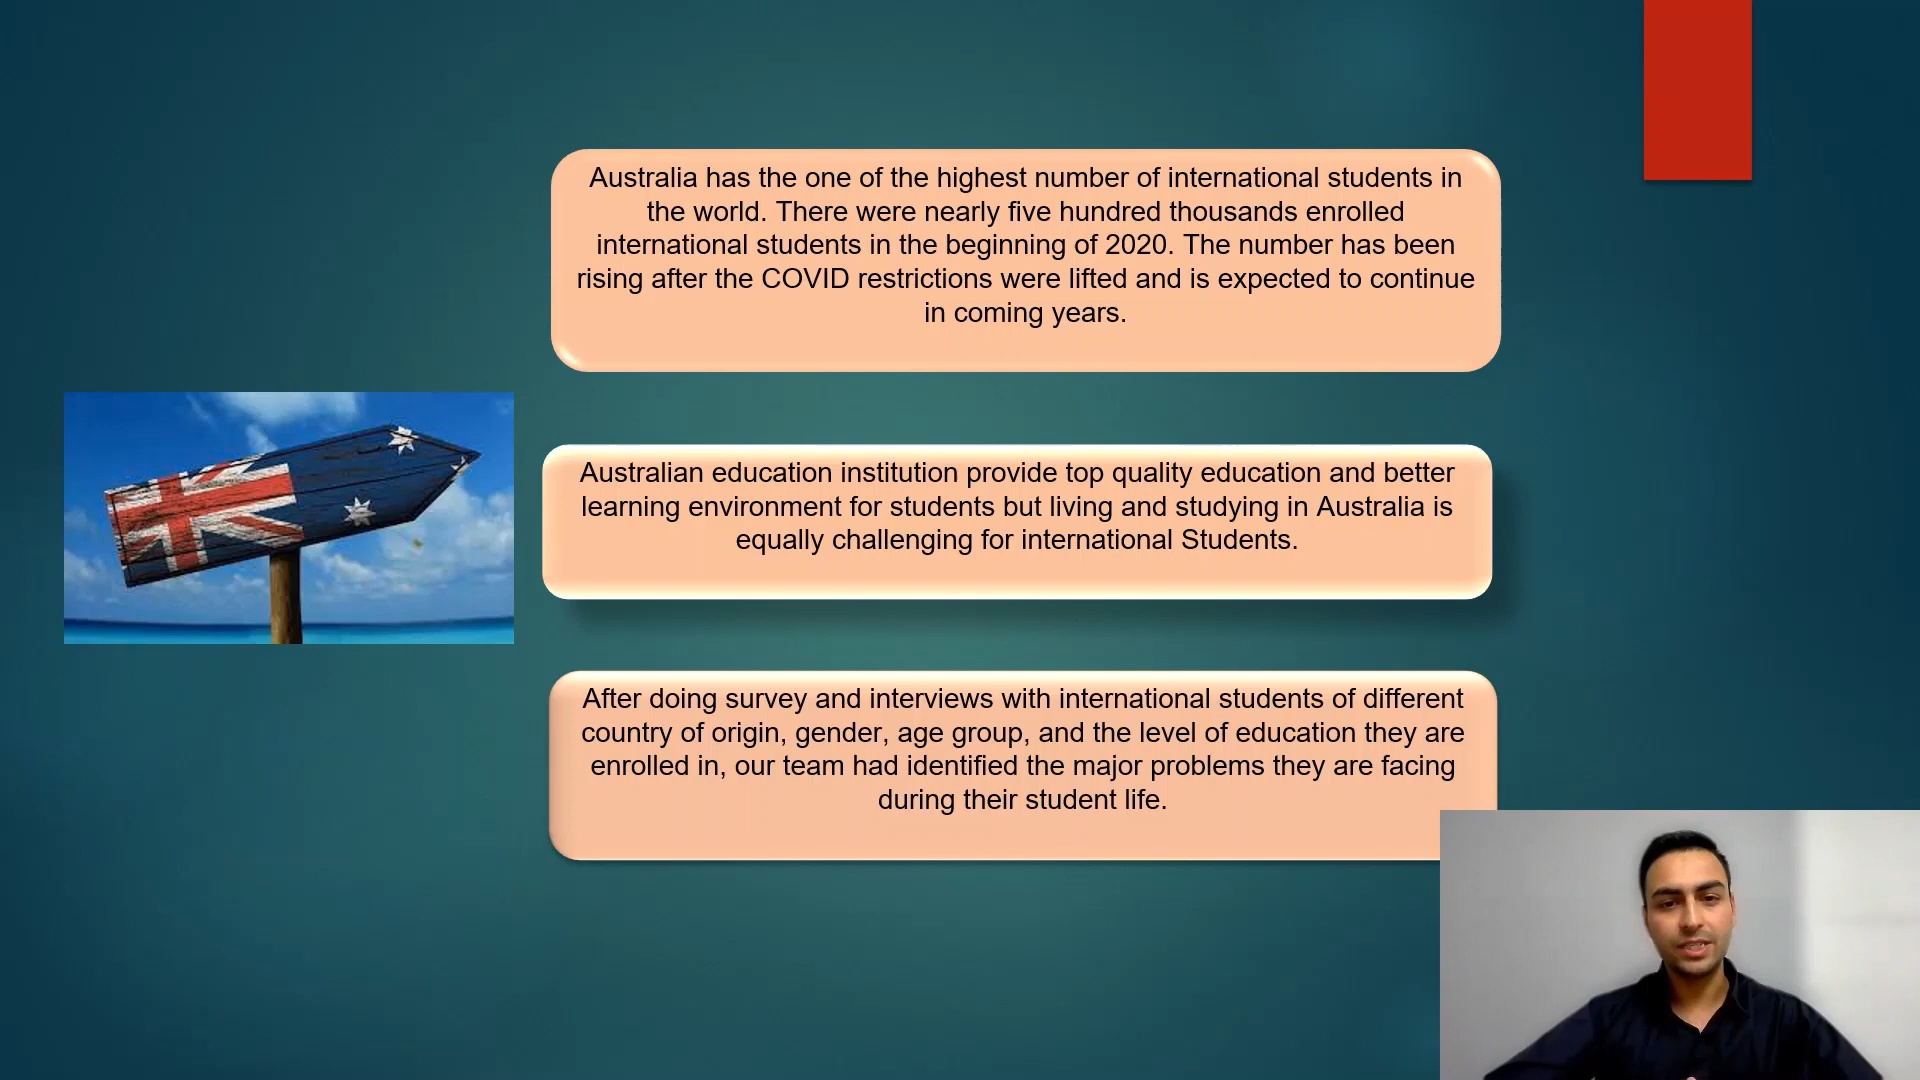 Australia has the one of the highest number of international students in
the world. There were nearly five hundred thousands enrolled
international students in the beginning of 2020. The number has been
rising after the COVID restrictions were lifted and is expected to continue
in coming years.
Australian education institution provide top quality education and better
learning environment for students but living and studying in Australia is
equally challenging for international Students.
After doing survey and interviews with international students of different
country of origin, gender, age group, and the level of education they are
enrolled in, our team had identified the major problems they are facing
during their student life.